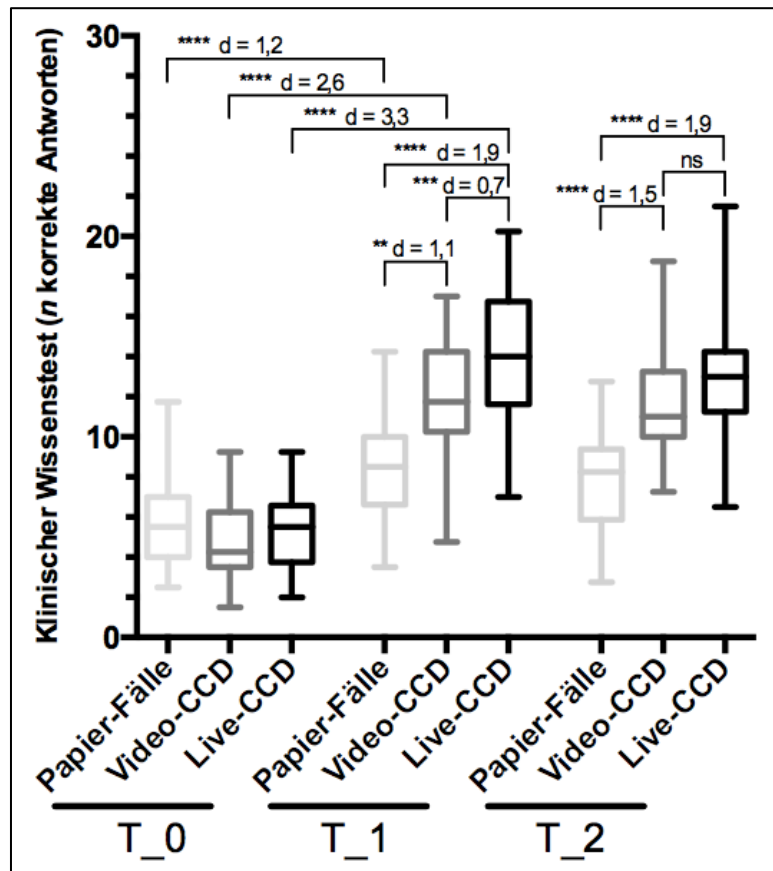 Klinischer Wissenstest (n korrekte Antworten)
30
20
10
0
**** d = 1,2
**** d = 2,6
**** d = 3,3
**** d = 1,9
*** d = 0,7
** d = 1,1
**** d = 1,9
ns
**** d = 1,5
Papier-Fälle
Video-CCD
Live-CCD
Papier-Fälle
Video-CCD
Live-CCD
Papier-Fälle
Video-CCD
Live-CCD
T_0
T_1
T_2